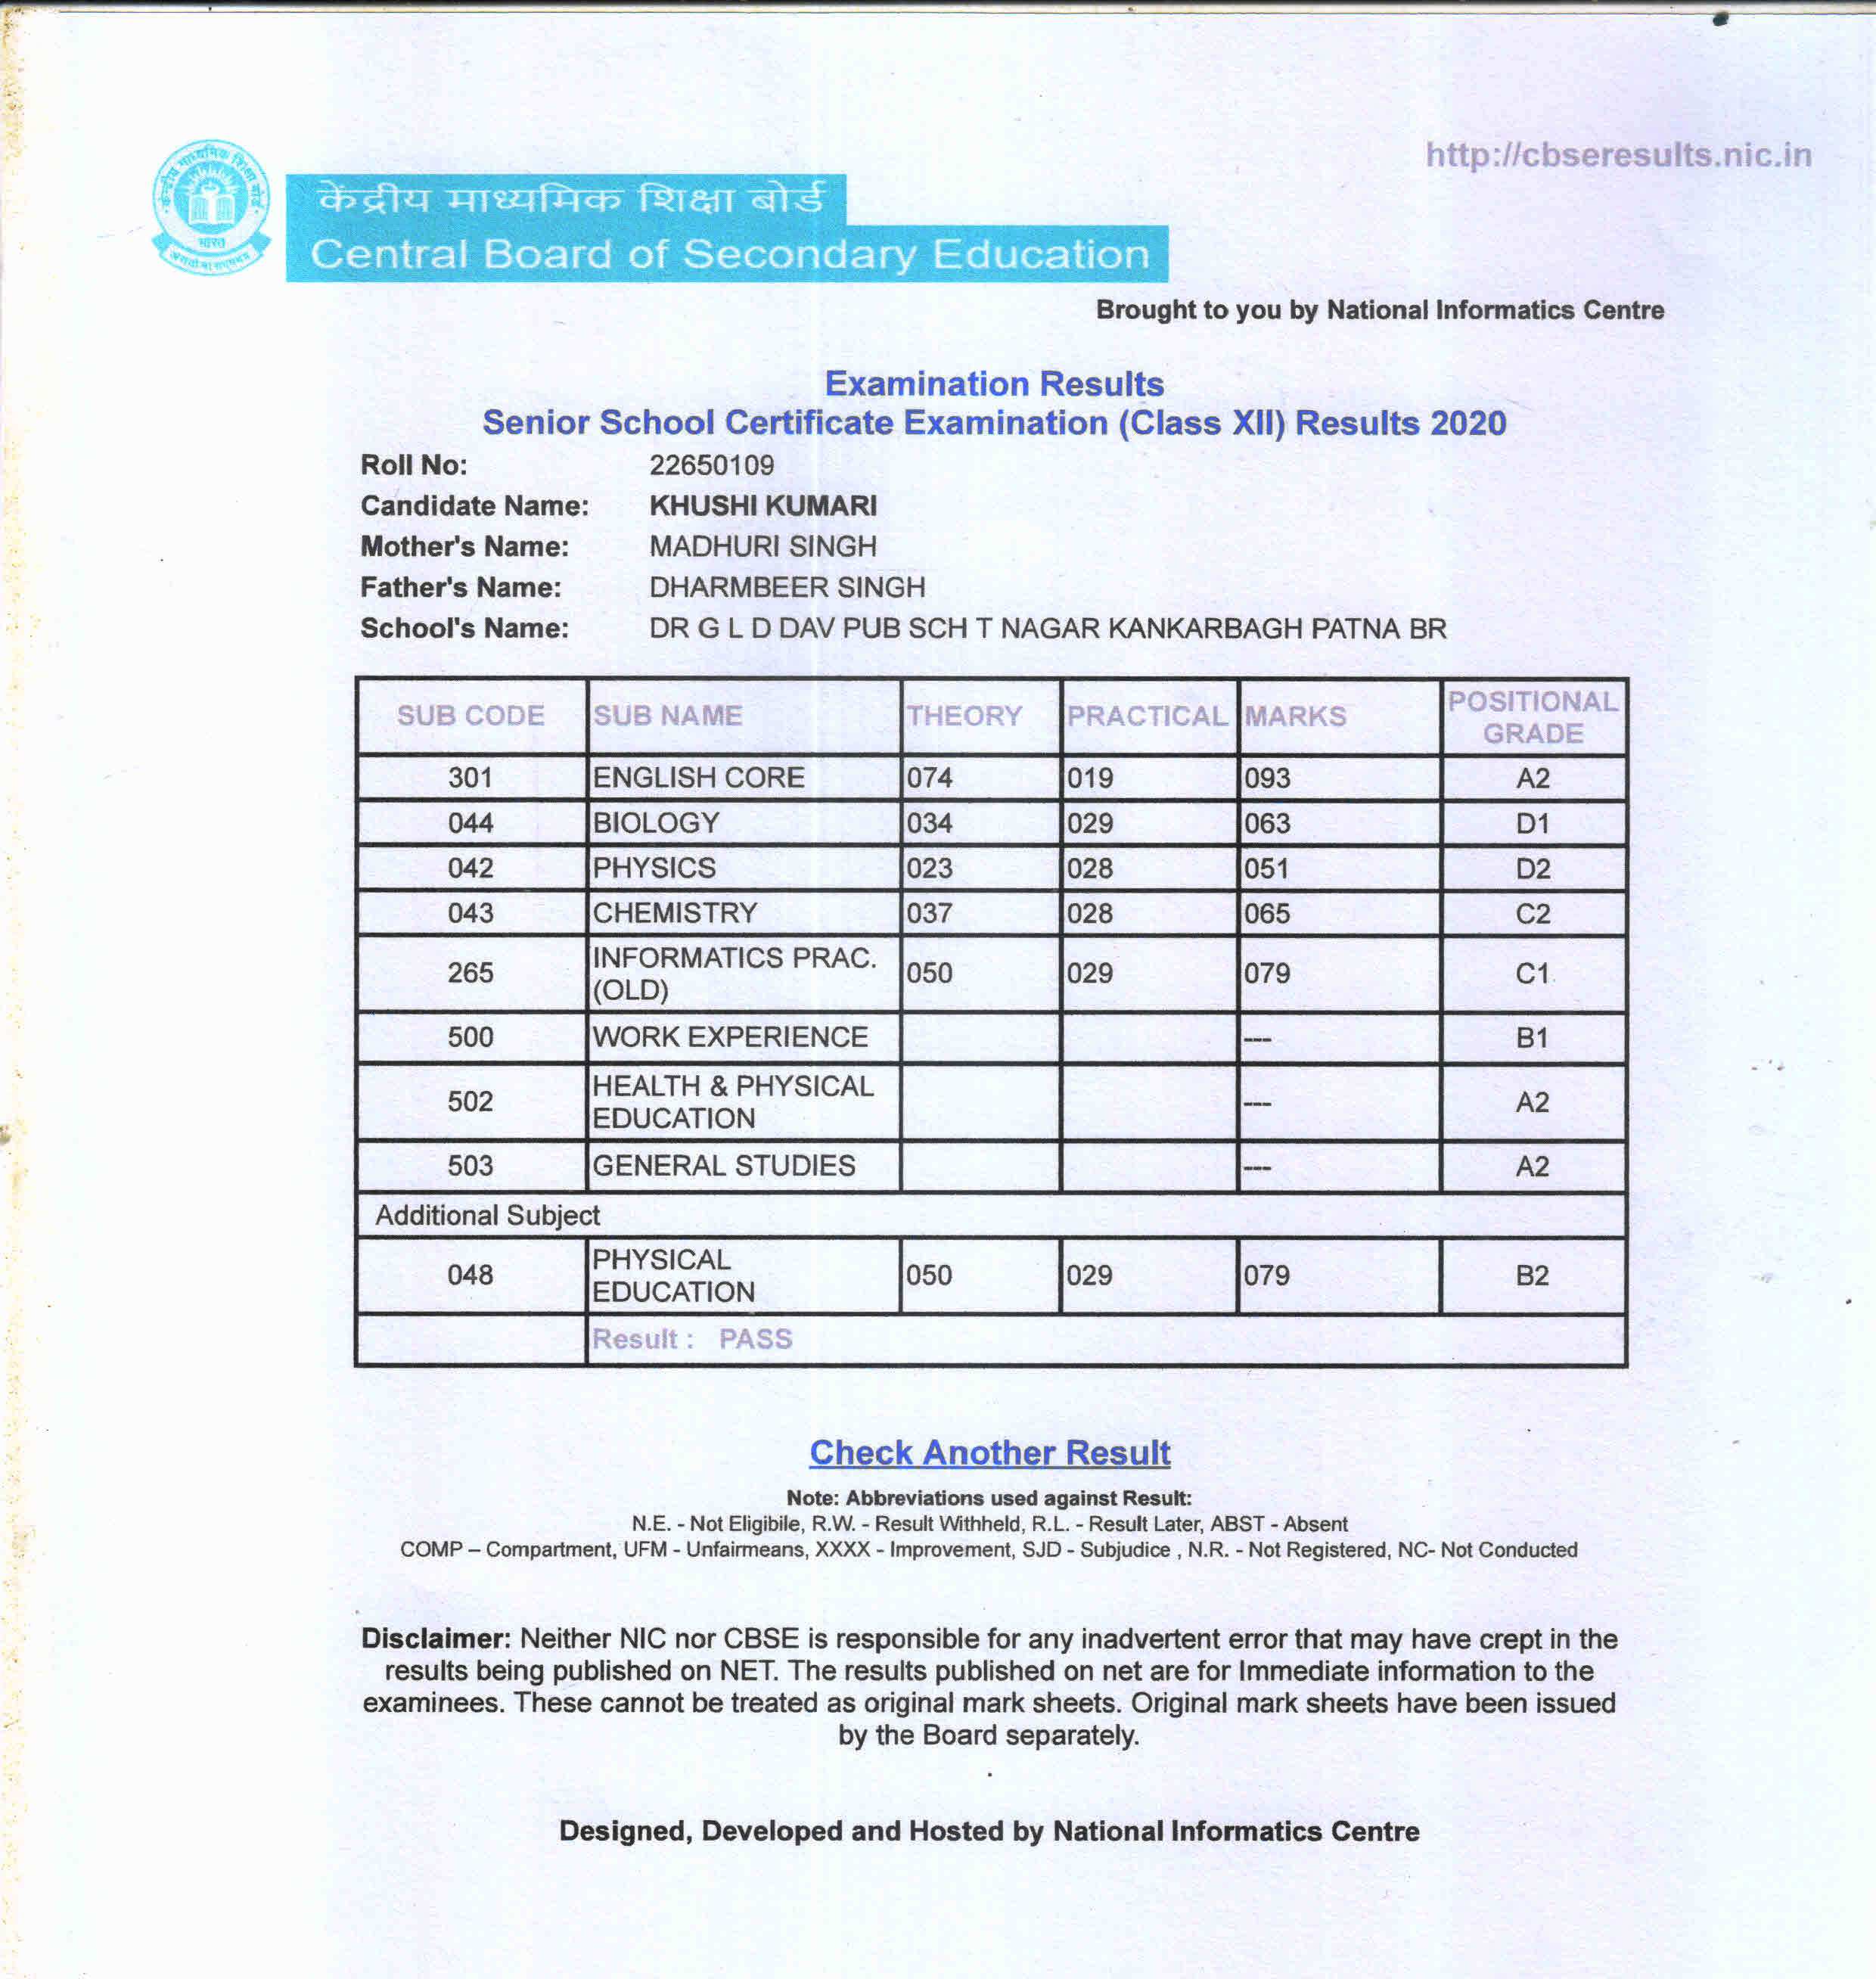 http://cbseresults.nic.in
केंद्रीय माध्यमिक शिक्षा बोर्ड
भारत
केंद्रीय माध्यमिक शिक्षा बोर्ड
Central Board of Secondary Education
Brought to you by National Informatics Centre
Examination Results
Senior School Certificate Examination (Class XII) Results 2020
Roll No: 22650109
Candidate Name: KHUSHI KUMARI
Mother's Name: MADHURI SINGH
Father's Name: DHARMBEER SINGH
School's Name: DR G L D DAV PUB SCH T NAGAR KANKARBAGH PATNA BR
SUB CODE SUB NAME THEORY PRACTICAL MARKS POSITIONAL GRADE
301 ENGLISH CORE 074 019 093 A2
044 BIOLOGY 034 029 063 D1
042 PHYSICS 023 028 051 D2
043 CHEMISTRY 037 028 065 C2
265 INFORMATICS PRAC. (OLD) 050 029 079 C1
500 WORK EXPERIENCE --- B1
502 HEALTH & PHYSICAL EDUCATION --- A2
503 GENERAL STUDIES --- A2
Additional Subject
048 PHYSICAL EDUCATION 050 029 079 B2
Result : PASS
Check Another Result
Note: Abbreviations used against Result:
N.E. - Not Eligibile, R.W. - Result Withheld, R.L. - Result Later, ABST - Absent
COMP – Compartment, UFM - Unfairmeans, XXXX - Improvement, SJD - Subjudice , N.R. - Not Registered, NC- Not Conducted
Disclaimer: Neither NIC nor CBSE is responsible for any inadvertent error that may have crept in the
results being published on NET. The results published on net are for Immediate information to the
examinees. These cannot be treated as original mark sheets. Original mark sheets have been issued
by the Board separately.
Designed, Developed and Hosted by National Informatics Centre